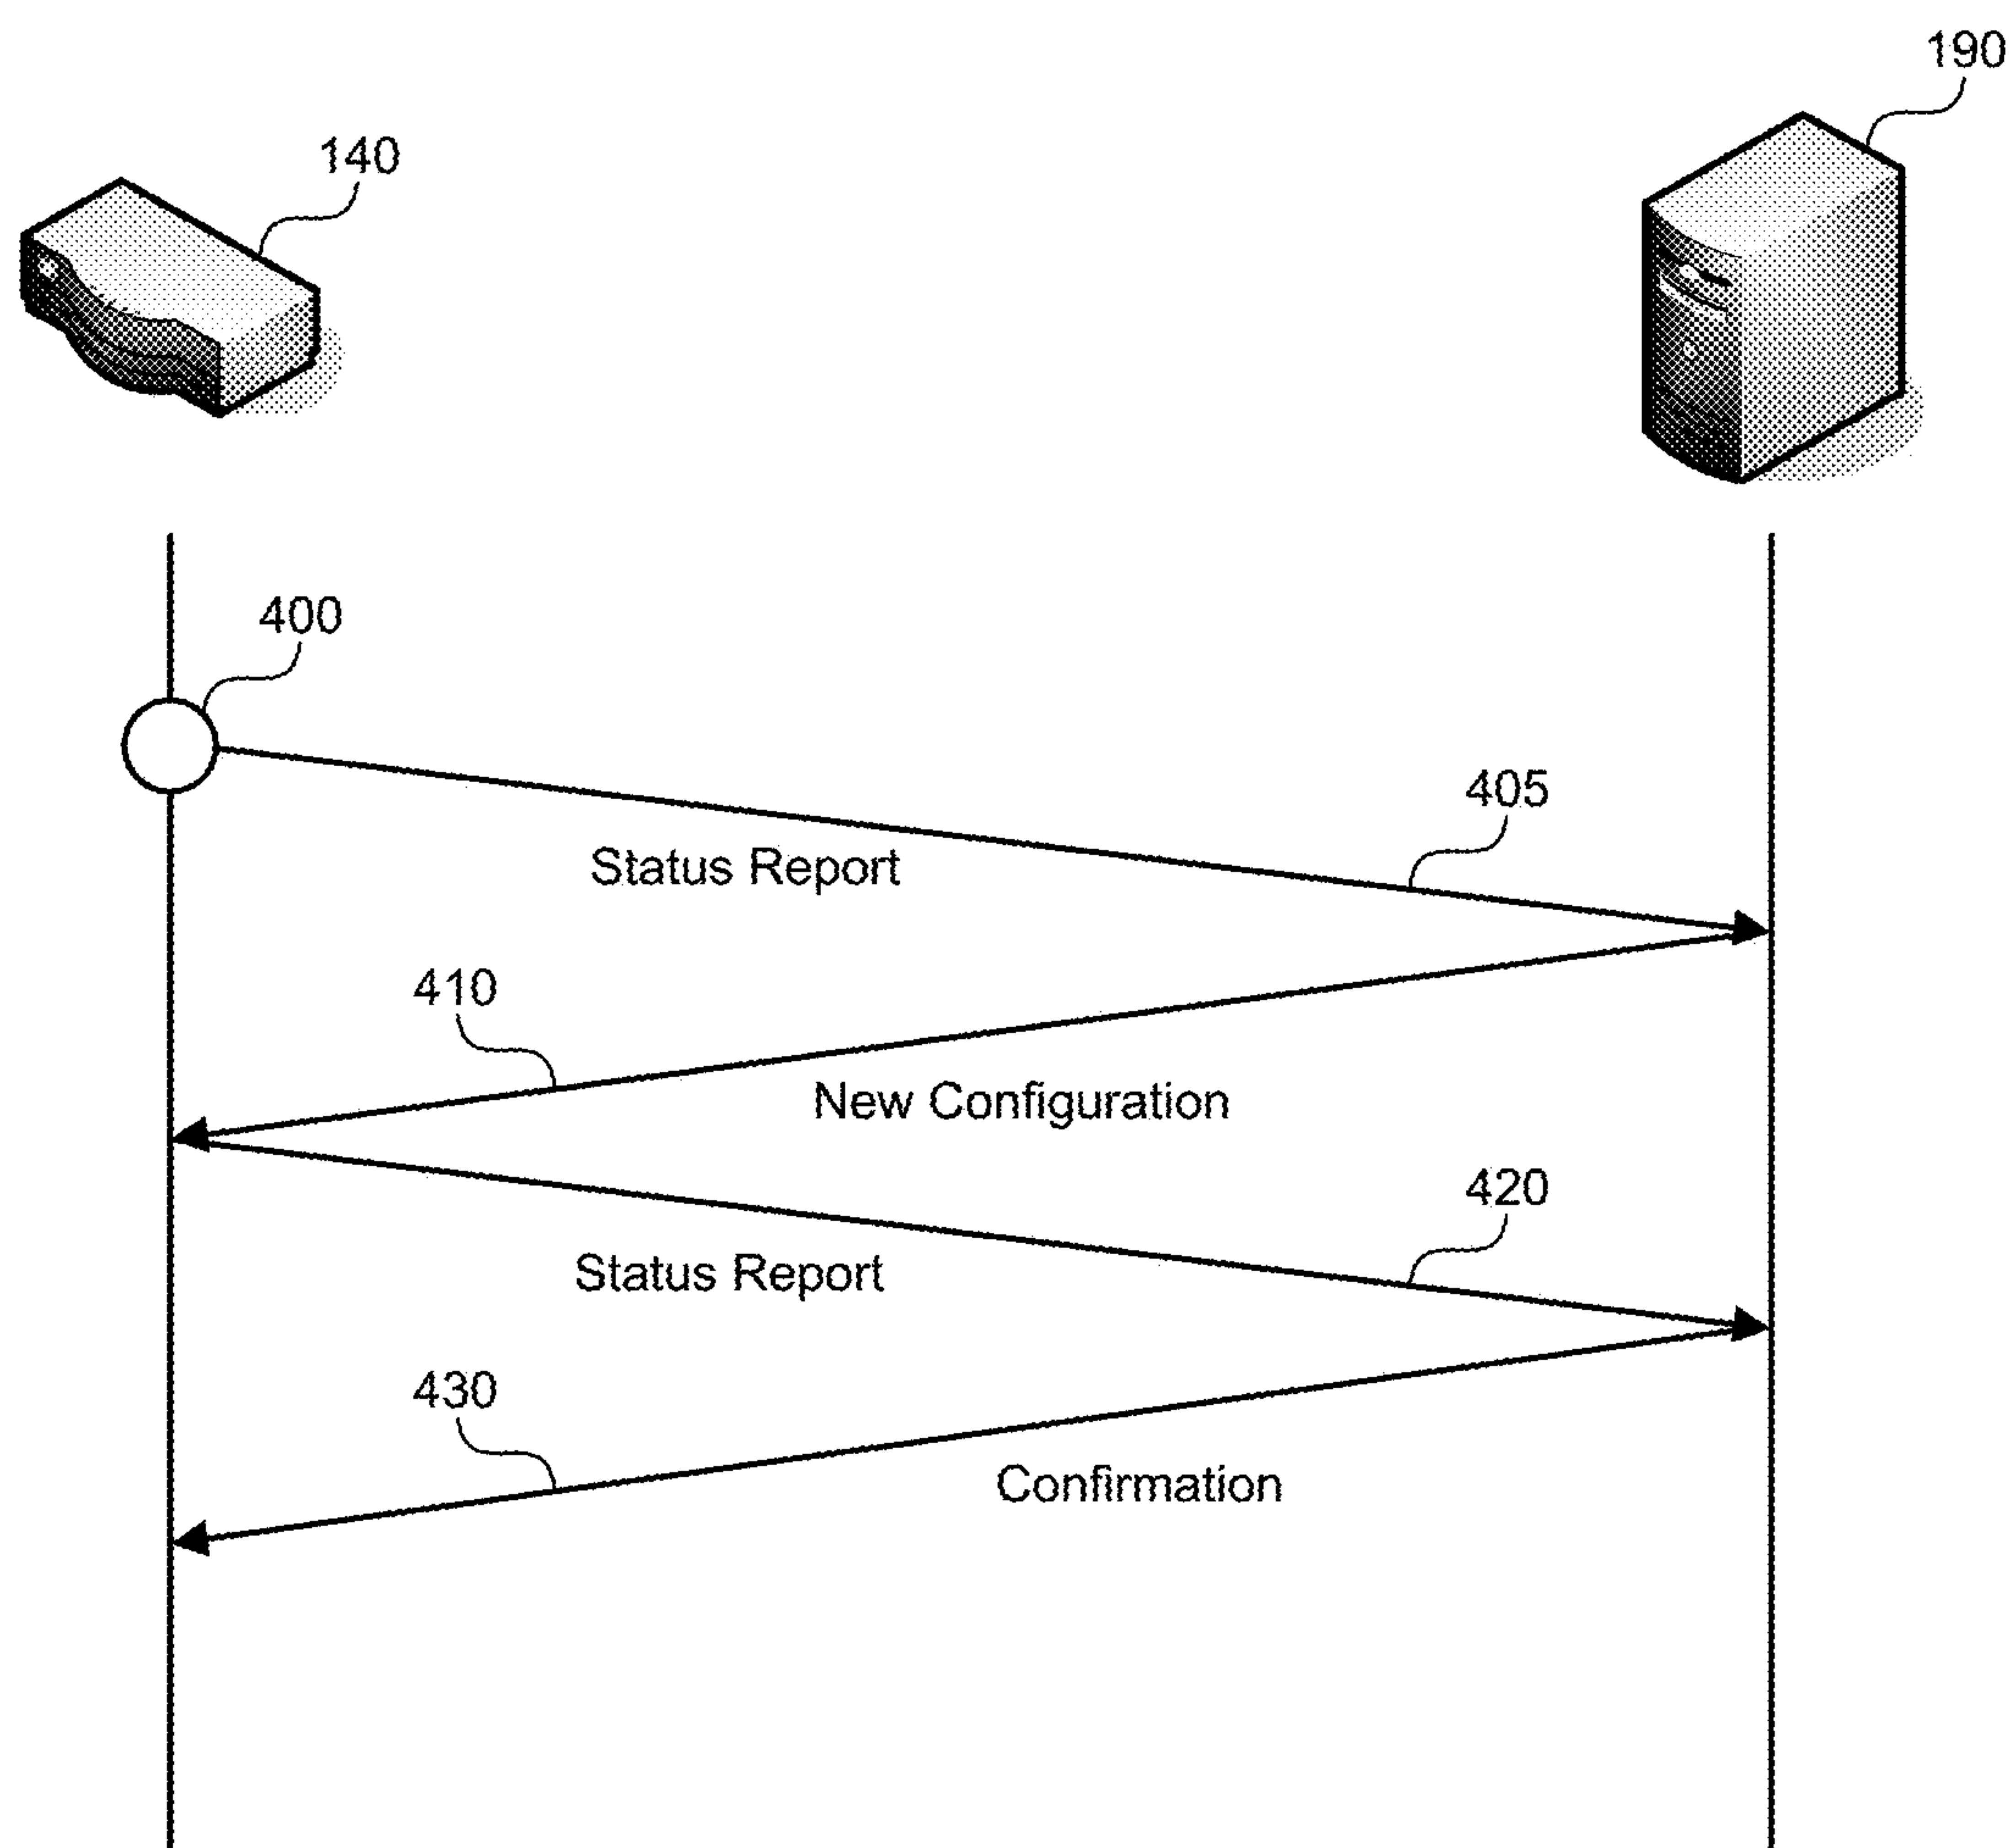 190
140
400
405
Status Report
410
New Configuration
420
Status Report
430
Confirmation